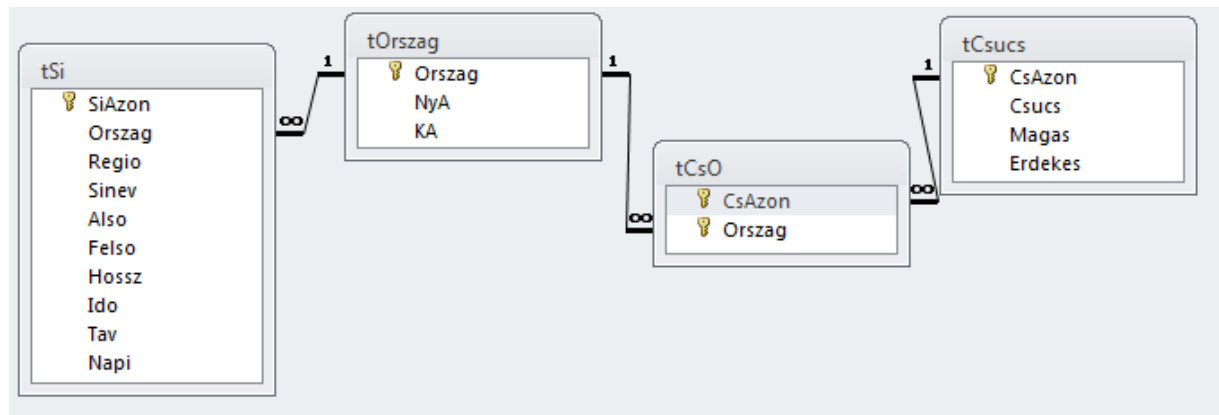 tSi
SiAzon
Orszag
Regio
Sinev
Also
Felso
Hossz
Ido
Tav
Napi
∞
1
tOrszag
Orszag
NyA
KA
1
∞
tCsO
CsAzon
Orszag
∞
1
tCsucs
CsAzon
Csucs
Magas
Erdekes